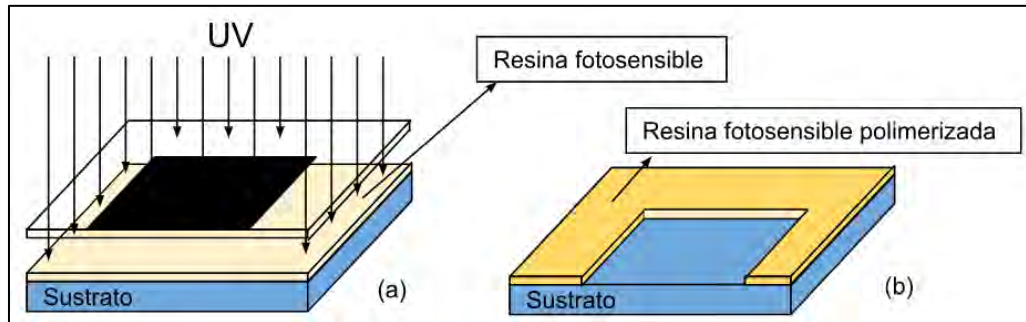 UV
Resina fotosensible
Resina fotosensible polimerizada
Sustrato
(a)
Sustrato
(b)